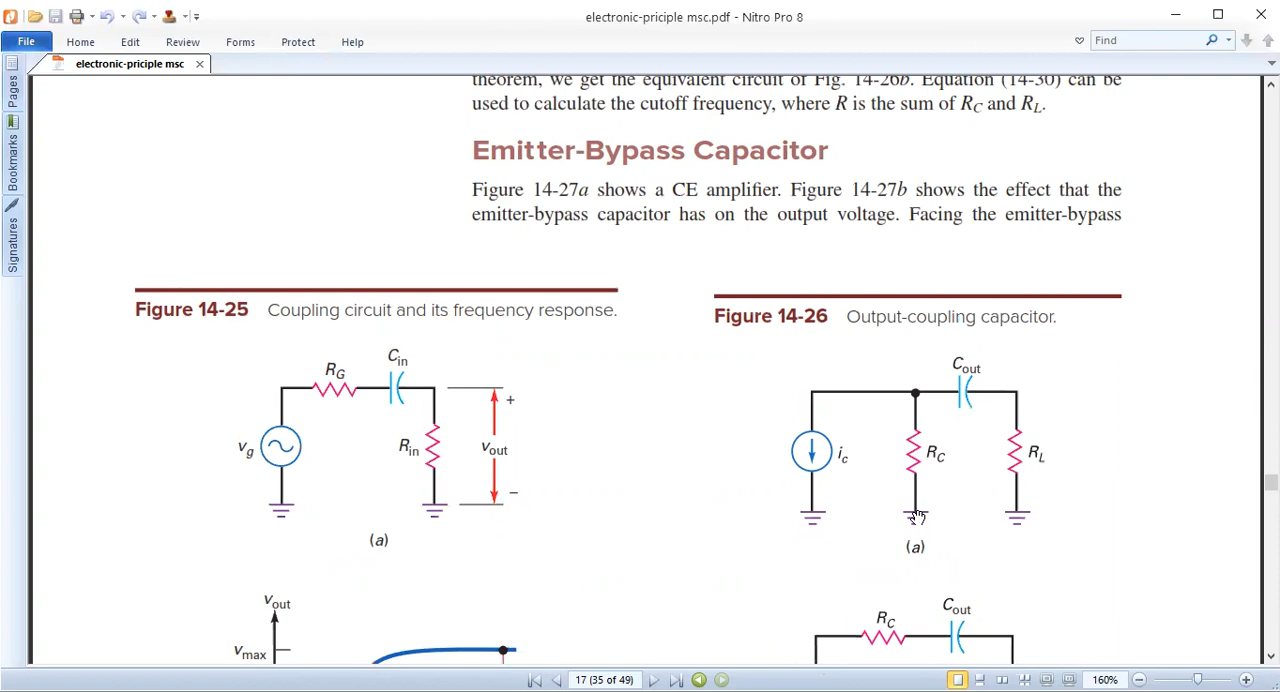 electronic-priciple msc.pdf - Nitro Pro 8
File Home Edit Review Forms Protect Help
Find
electronic-priciple msc
Pages
Bookmarks
Signatures
theorem, we get the equivalent circuit of Fig. 14-26b. Equation (14-30) can be
used to calculate the cutoff frequency, where R is the sum of RC and RL.
Emitter-Bypass Capacitor
Figure 14-27a shows a CE amplifier. Figure 14-27b shows the effect that the
emitter-bypass capacitor has on the output voltage. Facing the emitter-bypass
Figure 14-25 Coupling circuit and its frequency response.
RG
Cin
vg
Rin
+
vout
−
(a)
vout
vmax
Figure 14-26 Output-coupling capacitor.
Cout
ic
RC
RL
(a)
RC
Cout
17 (35 of 49)
160%